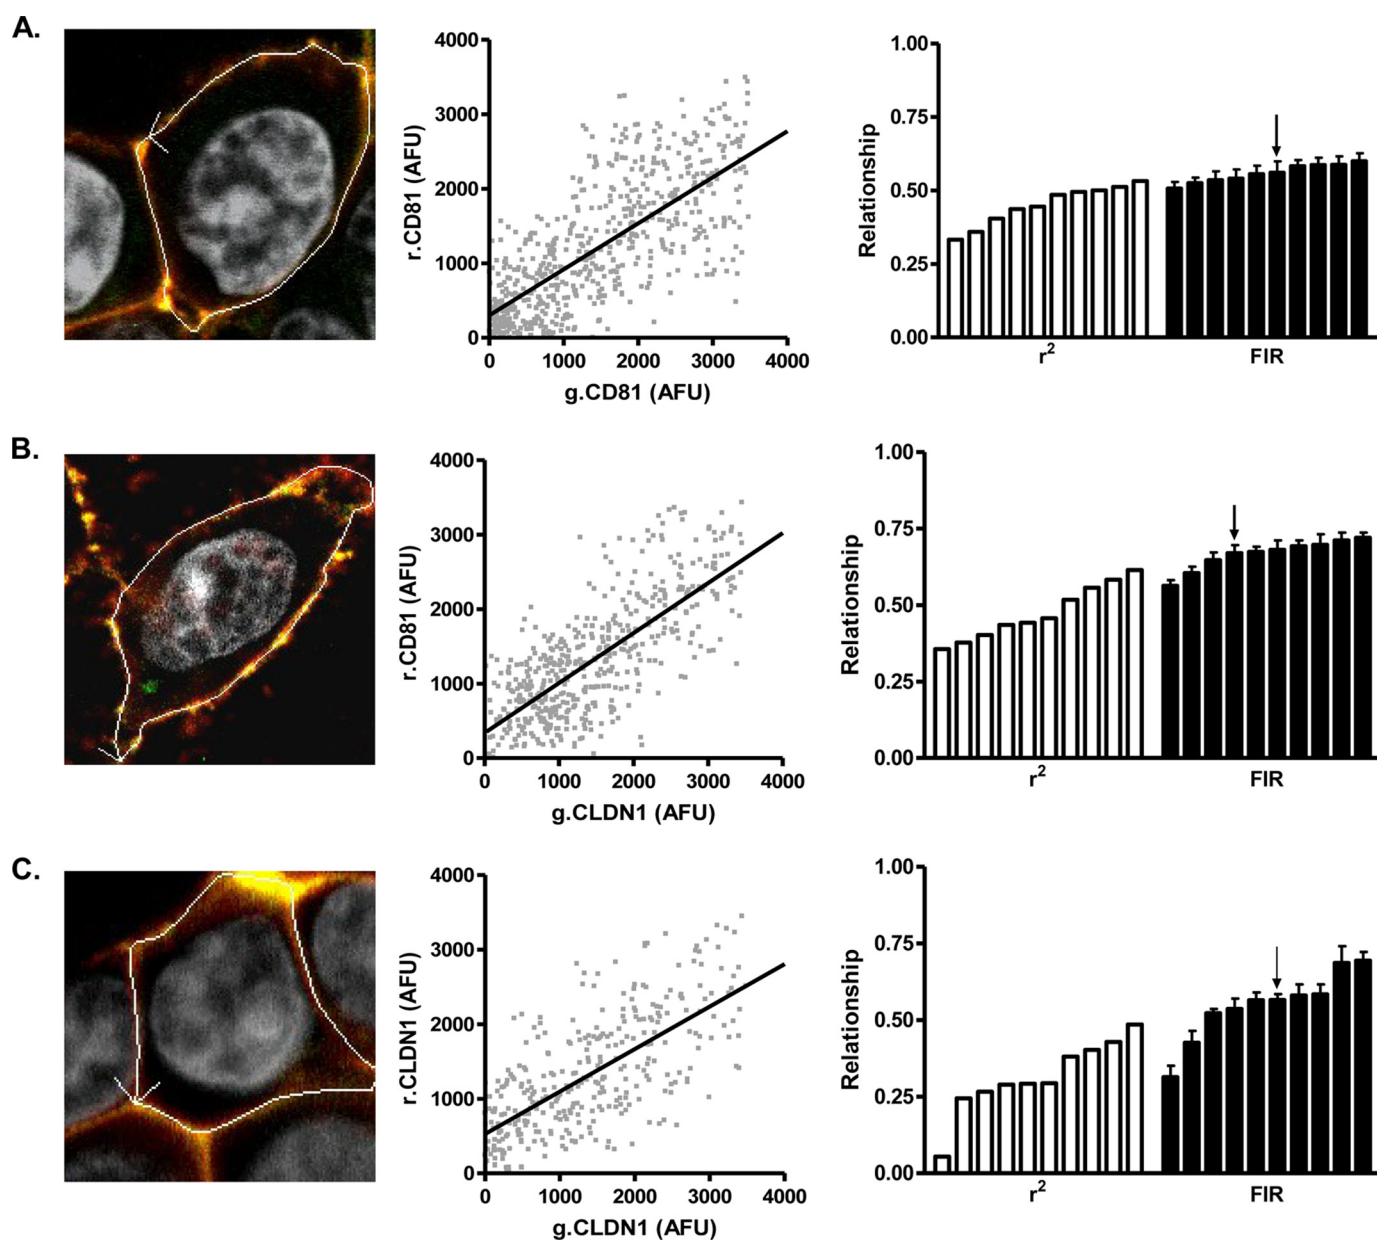 A.
4000
3000
2000
1000
0
r.CD81 (AFU)
0 1000 2000 3000 4000
g.CD81 (AFU)
1.00
0.75
0.50
0.25
0.00
Relationship
r² FIR
B.
4000
3000
2000
1000
0
r.CD81 (AFU)
0 1000 2000 3000 4000
g.CLDN1 (AFU)
1.00
0.75
0.50
0.25
0.00
Relationship
r² FIR
C.
4000
3000
2000
1000
0
r.CLDN1 (AFU)
0 1000 2000 3000 4000
g.CLDN1 (AFU)
1.00
0.75
0.50
0.25
0.00
Relationship
r² FIR